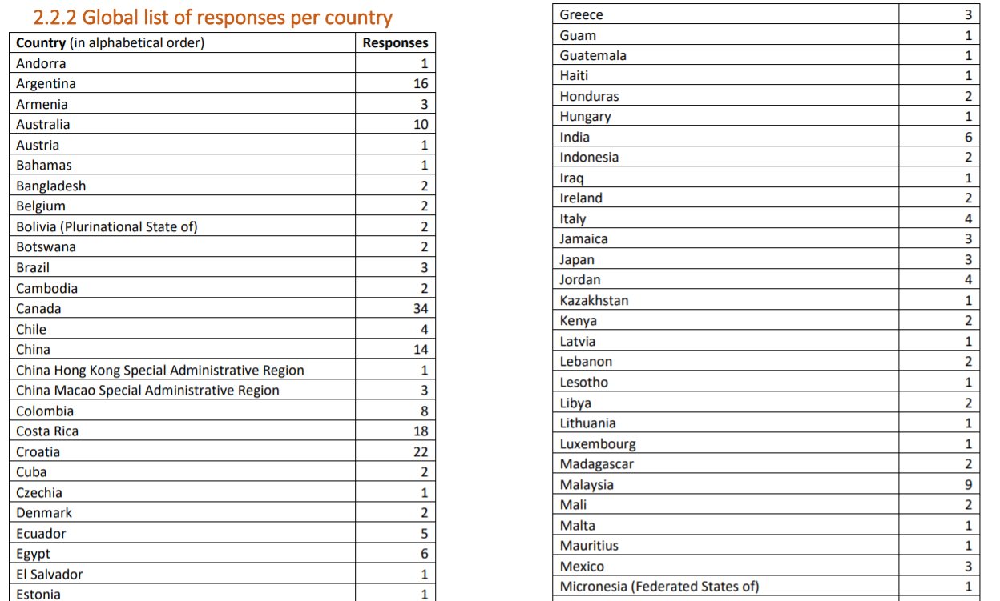 2.2.2 Global list of responses per country
Country (in alphabetical order) Responses
Andorra 1
Argentina 16
Armenia 3
Australia 10
Austria 1
Bahamas 1
Bangladesh 2
Belgium 2
Bolivia (Plurinational State of) 2
Botswana 2
Brazil 3
Cambodia 2
Canada 34
Chile 4
China 14
China Hong Kong Special Administrative Region 1
China Macao Special Administrative Region 3
Colombia 8
Costa Rica 18
Croatia 22
Cuba 2
Czechia 1
Denmark 2
Ecuador 5
Egypt 6
El Salvador 1
Estonia 1
Greece 3
Guam 1
Guatemala 1
Haiti 1
Honduras 2
Hungary 1
India 6
Indonesia 2
Iraq 1
Ireland 2
Italy 4
Jamaica 3
Japan 3
Jordan 4
Kazakhstan 1
Kenya 2
Latvia 1
Lebanon 2
Lesotho 1
Libya 2
Lithuania 1
Luxembourg 1
Madagascar 2
Malaysia 9
Mali 2
Malta 1
Mauritius 1
Mexico 3
Micronesia (Federated States of) 1